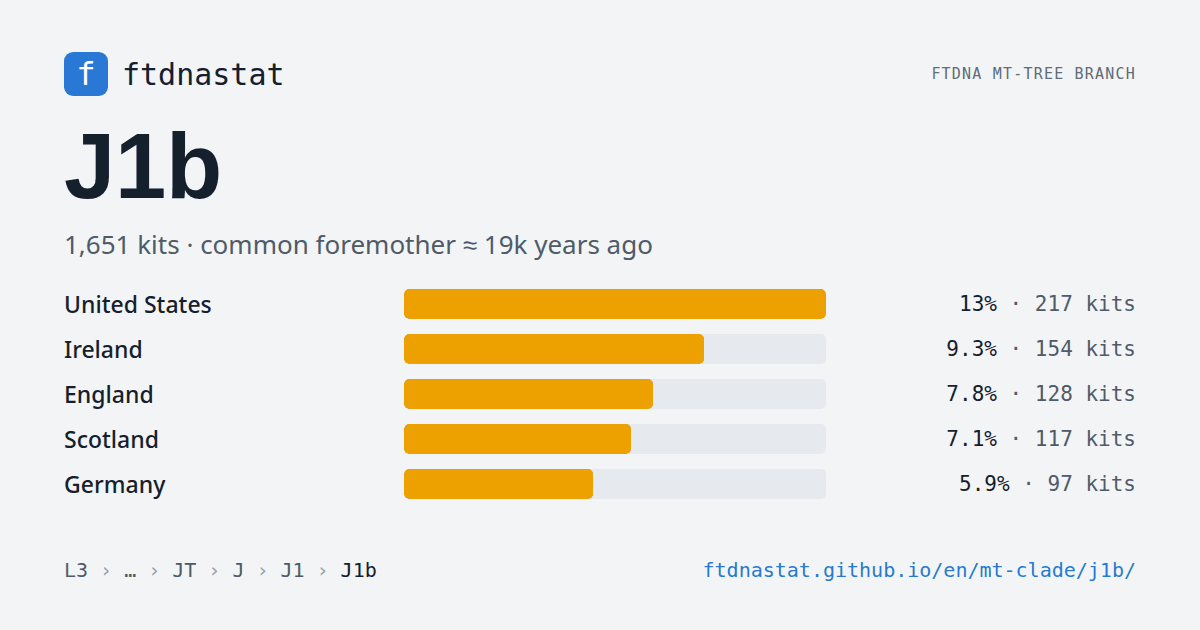 f ftdnastat
FTDNA MT-TREE BRANCH
J1b
1,651 kits · common foremother ≈ 19k years ago
United States 13% · 217 kits
Ireland 9.3% · 154 kits
England 7.8% · 128 kits
Scotland 7.1% · 117 kits
Germany 5.9% · 97 kits
L3 › … › JT › J › J1 › J1b
ftdnastat.github.io/en/mt-clade/j1b/